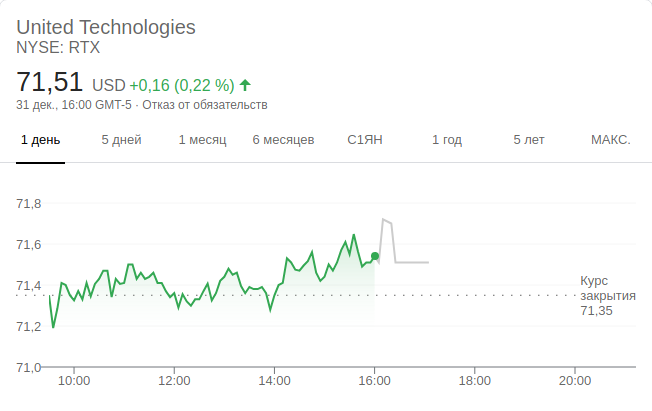 United Technologies
NYSE: RTX
71,51 USD +0,16 (0,22 %)
31 дек., 16:00 GMT-5 · Отказ от обязательств
1 день 5 дней 1 месяц 6 месяцев С1ЯН 1 год 5 лет МАКС.
71,8
71,6
71,4
71,2
71,0
Курс
закрытия
71,35
10:00 12:00 14:00 16:00 18:00 20:00